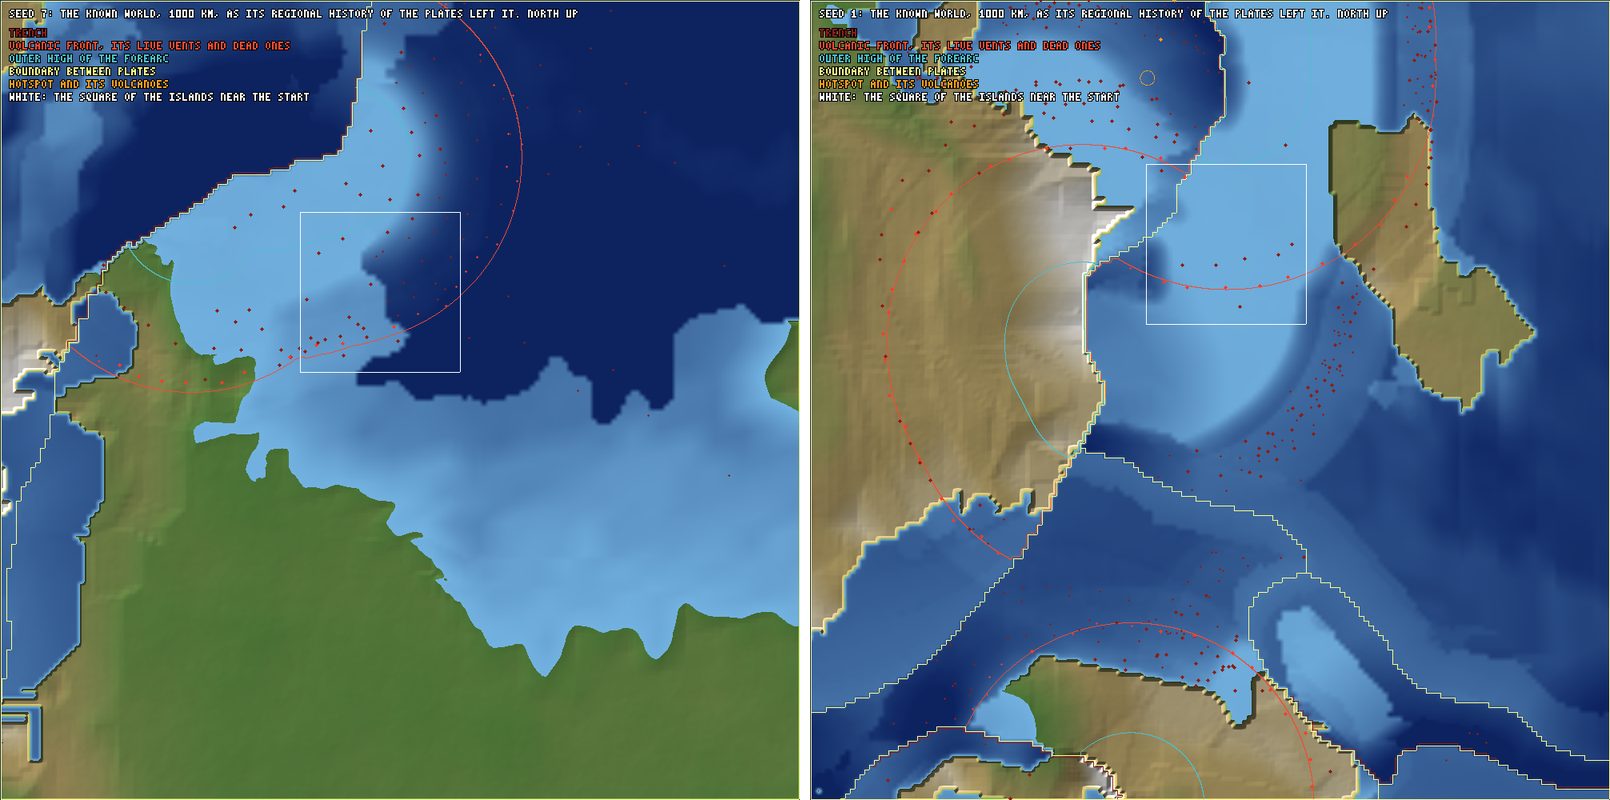 SEED 7: THE KNOWN WORLD, 1000 KM, AS ITS REGIONAL HISTORY OF THE PLATES LEFT IT. NORTH UP
TRENCH
VOLCANIC FRONT, ITS LIVE VENTS AND DEAD ONES
OUTER HIGH OF THE FOREARC
BOUNDARY BETWEEN PLATES
HOTSPOT AND ITS VOLCANOES
WHITE: THE SQUARE OF THE ISLANDS NEAR THE START
SEED 1: THE KNOWN WORLD, 1000 KM, AS ITS REGIONAL HISTORY OF THE PLATES LEFT IT. NORTH UP
TRENCH
VOLCANIC FRONT, ITS LIVE VENTS AND DEAD ONES
OUTER HIGH OF THE FOREARC
BOUNDARY BETWEEN PLATES
HOTSPOT AND ITS VOLCANOES
WHITE: THE SQUARE OF THE ISLANDS NEAR THE START